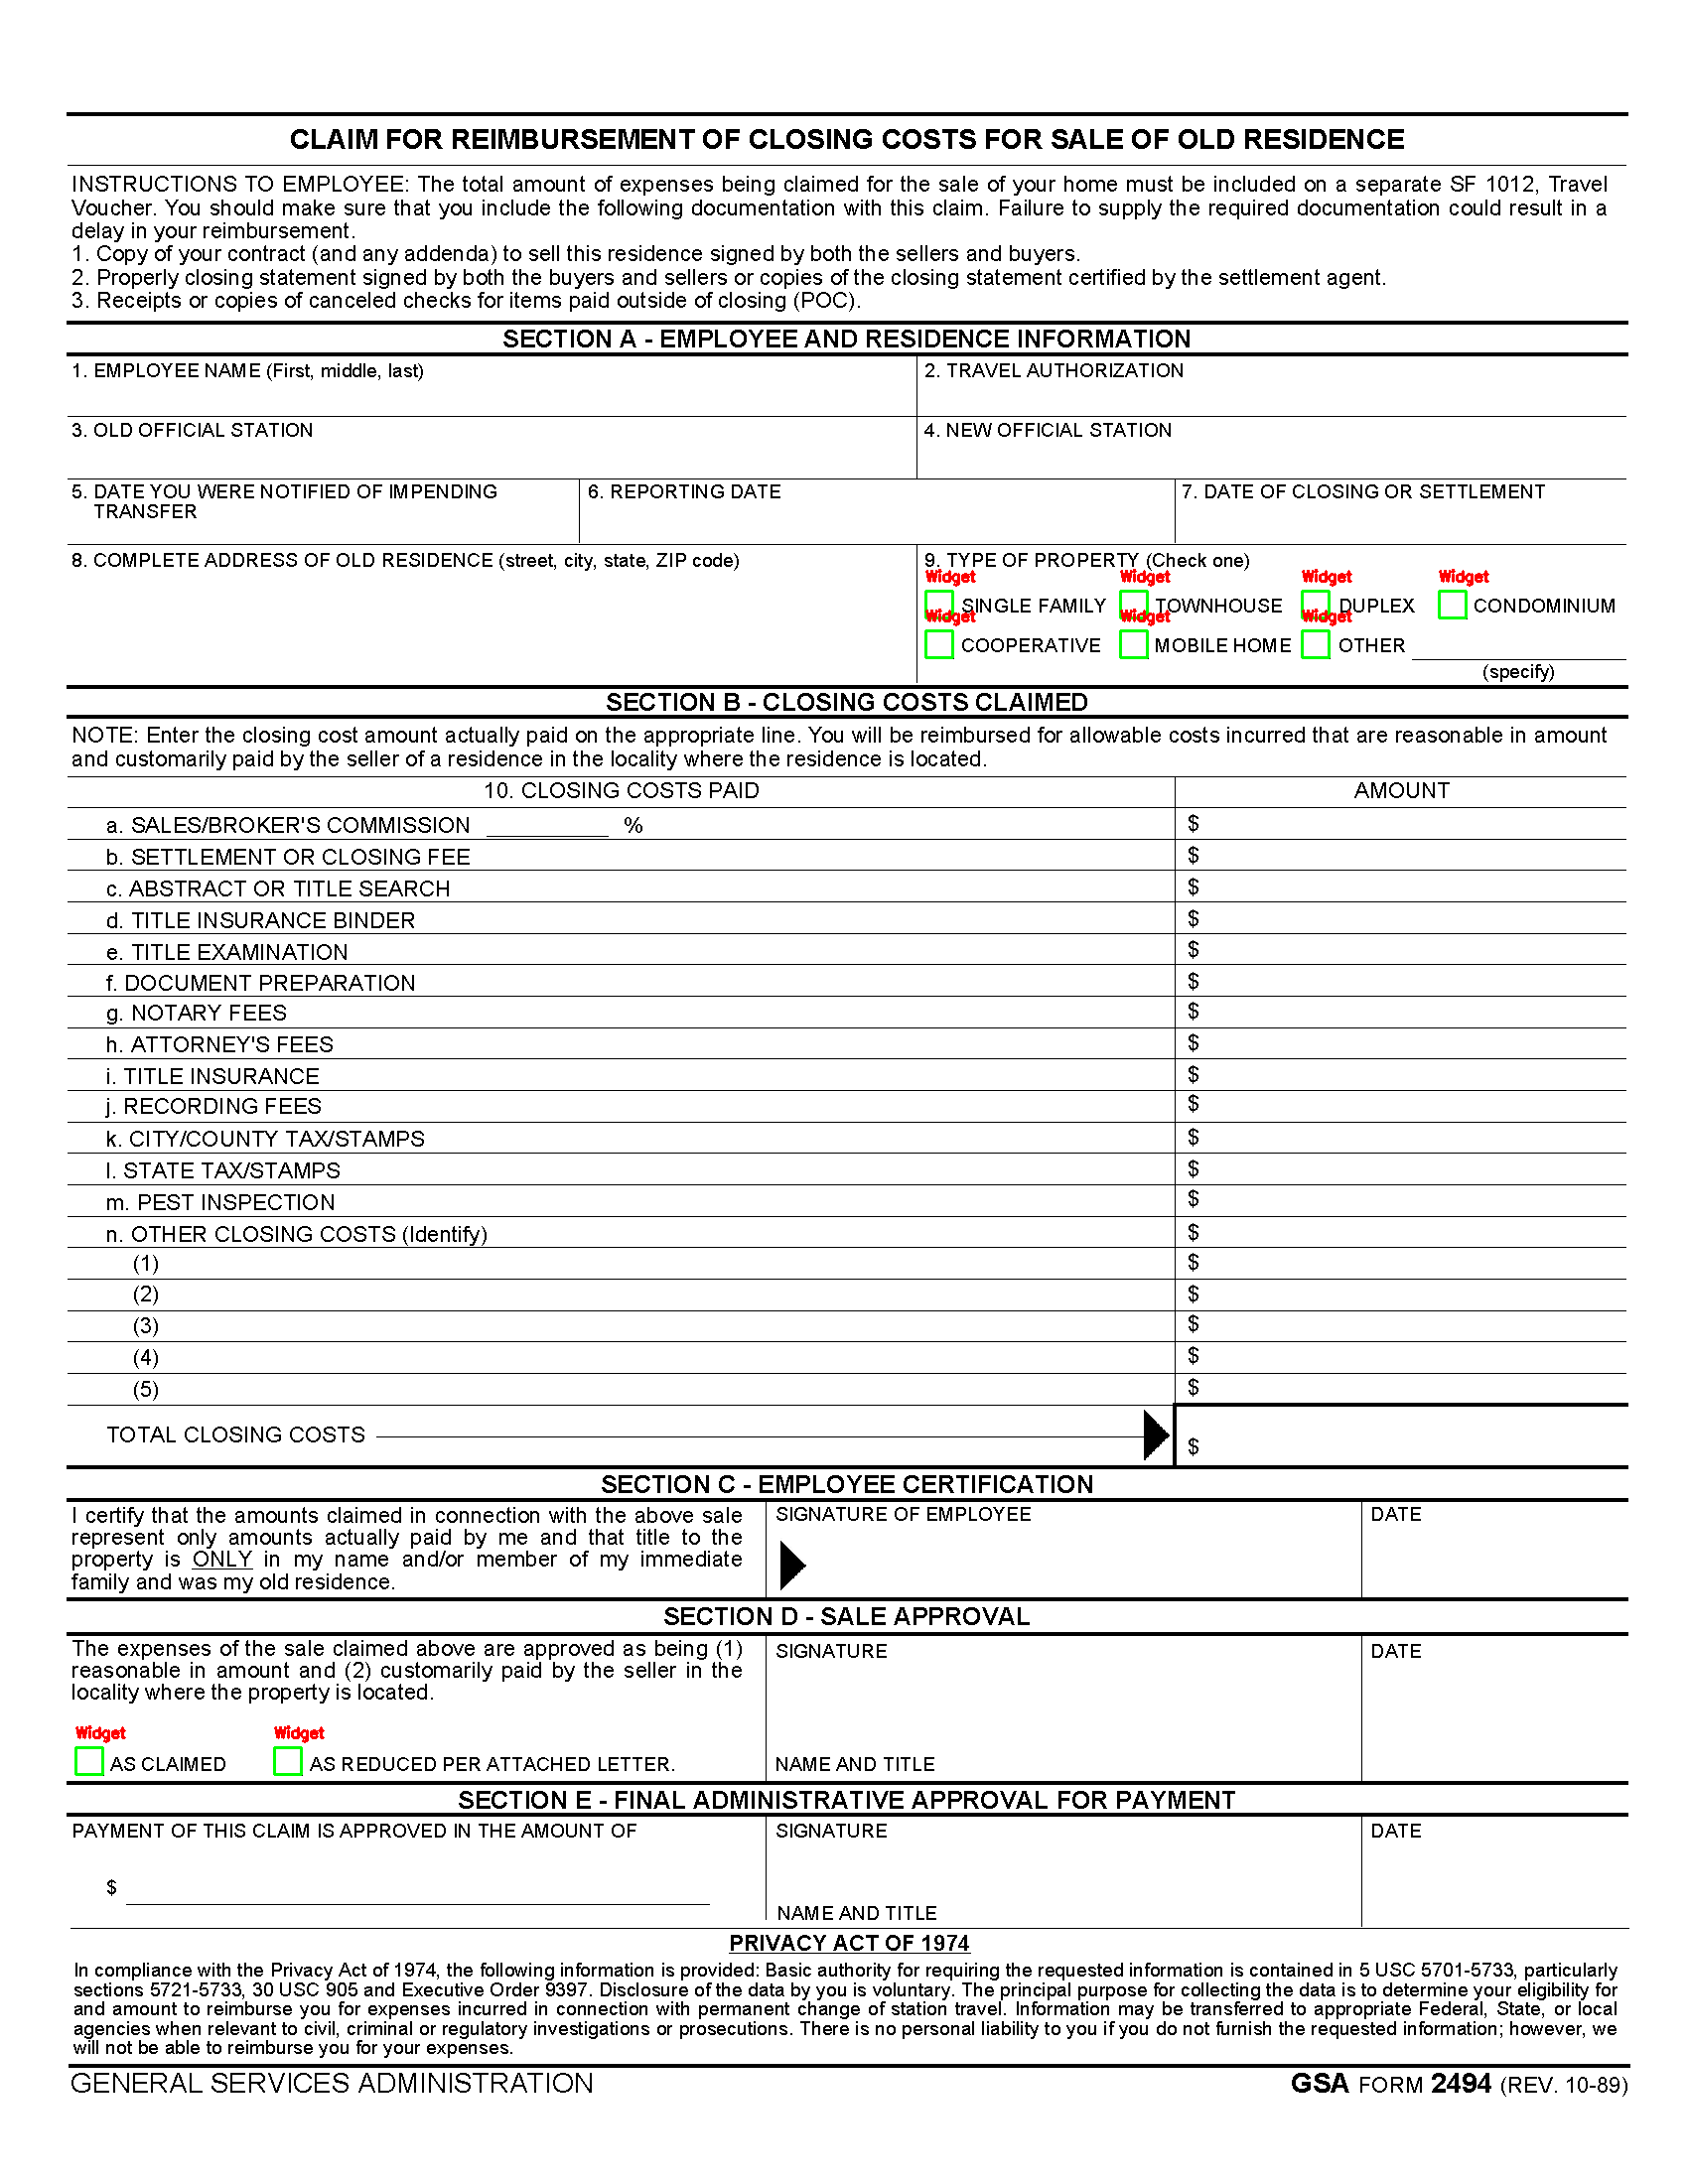 CLAIM FOR REIMBURSEMENT OF CLOSING COSTS FOR SALE OF OLD RESIDENCE
INSTRUCTIONS TO EMPLOYEE: The total amount of expenses being claimed for the sale of your home must be included on a separate SF 1012, Travel
Voucher. You should make sure that you include the following documentation with this claim. Failure to supply the required documentation could result in a
delay in your reimbursement.
1. Copy of your contract (and any addenda) to sell this residence signed by both the sellers and buyers.
2. Properly closing statement signed by both the buyers and sellers or copies of the closing statement certified by the settlement agent.
3. Receipts or copies of canceled checks for items paid outside of closing (POC).
SECTION A - EMPLOYEE AND RESIDENCE INFORMATION
1. EMPLOYEE NAME (First, middle, last)
2. TRAVEL AUTHORIZATION
3. OLD OFFICIAL STATION
4. NEW OFFICIAL STATION
5. DATE YOU WERE NOTIFIED OF IMPENDING
TRANSFER
6. REPORTING DATE
7. DATE OF CLOSING OR SETTLEMENT
8. COMPLETE ADDRESS OF OLD RESIDENCE (street, city, state, ZIP code)
9. TYPE OF PROPERTY (Check one)
Widget Widget Widget Widget
SINGLE FAMILY TOWNHOUSE DUPLEX CONDOMINIUM
Widget Widget Widget
COOPERATIVE MOBILE HOME OTHER
(specify)
SECTION B - CLOSING COSTS CLAIMED
NOTE: Enter the closing cost amount actually paid on the appropriate line. You will be reimbursed for allowable costs incurred that are reasonable in amount
and customarily paid by the seller of a residence in the locality where the residence is located.
10. CLOSING COSTS PAID AMOUNT
a. SALES/BROKER'S COMMISSION % $
b. SETTLEMENT OR CLOSING FEE $
c. ABSTRACT OR TITLE SEARCH $
d. TITLE INSURANCE BINDER $
e. TITLE EXAMINATION $
f. DOCUMENT PREPARATION $
g. NOTARY FEES $
h. ATTORNEY'S FEES $
i. TITLE INSURANCE $
j. RECORDING FEES $
k. CITY/COUNTY TAX/STAMPS $
l. STATE TAX/STAMPS $
m. PEST INSPECTION $
n. OTHER CLOSING COSTS (Identify) $
(1) $
(2) $
(3) $
(4) $
(5) $
TOTAL CLOSING COSTS $
SECTION C - EMPLOYEE CERTIFICATION
I certify that the amounts claimed in connection with the above sale
represent only amounts actually paid by me and that title to the
property is ONLY in my name and/or member of my immediate
family and was my old residence.
SIGNATURE OF EMPLOYEE
DATE
SECTION D - SALE APPROVAL
The expenses of the sale claimed above are approved as being (1)
reasonable in amount and (2) customarily paid by the seller in the
locality where the property is located.
Widget Widget
AS CLAIMED AS REDUCED PER ATTACHED LETTER.
SIGNATURE
NAME AND TITLE
DATE
SECTION E - FINAL ADMINISTRATIVE APPROVAL FOR PAYMENT
PAYMENT OF THIS CLAIM IS APPROVED IN THE AMOUNT OF
$
SIGNATURE
NAME AND TITLE
DATE
PRIVACY ACT OF 1974
In compliance with the Privacy Act of 1974, the following information is provided: Basic authority for requiring the requested information is contained in 5 USC 5701-5733, particularly
sections 5721-5733, 30 USC 905 and Executive Order 9397. Disclosure of the data by you is voluntary. The principal purpose for collecting the data is to determine your eligibility for
and amount to reimburse you for expenses incurred in connection with permanent change of station travel. Information may be transferred to appropriate Federal, State, or local
agencies when relevant to civil, criminal or regulatory investigations or prosecutions. There is no personal liability to you if you do not furnish the requested information; however, we
will not be able to reimburse you for your expenses.
GENERAL SERVICES ADMINISTRATION
GSA FORM 2494 (REV. 10-89)